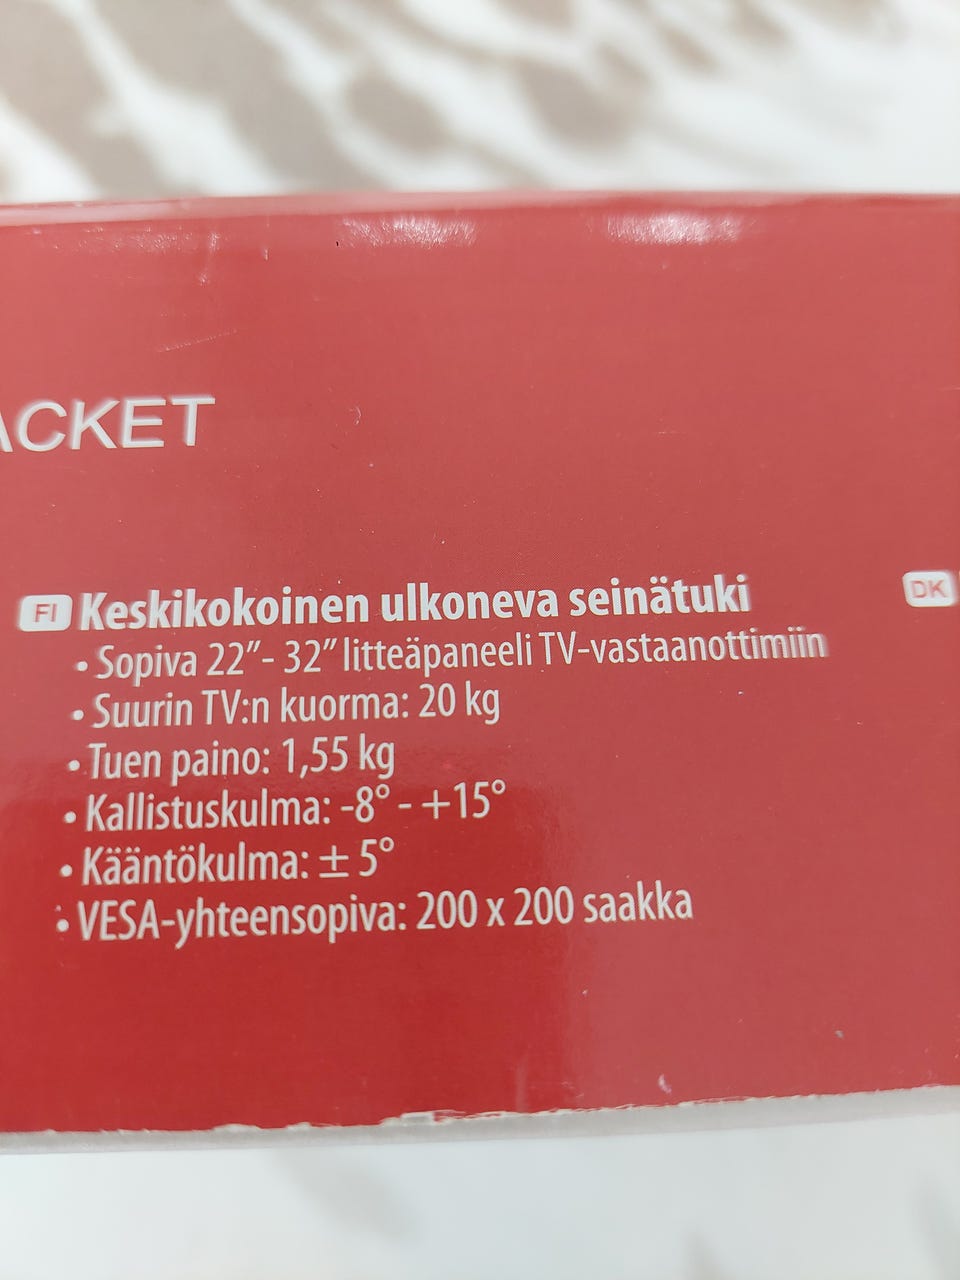 ACKET
FI Keskikokoinen ulkoneva seinätuki
• Sopiva 22”- 32” litteäpaneeli TV-vastaanottimiin
• Suurin TV:n kuorma: 20 kg
• Tuen paino: 1,55 kg
• Kallistuskulma: -8° - +15°
• Kääntökulma: ± 5°
• VESA-yhteensopiva: 200 x 200 saakka
DK